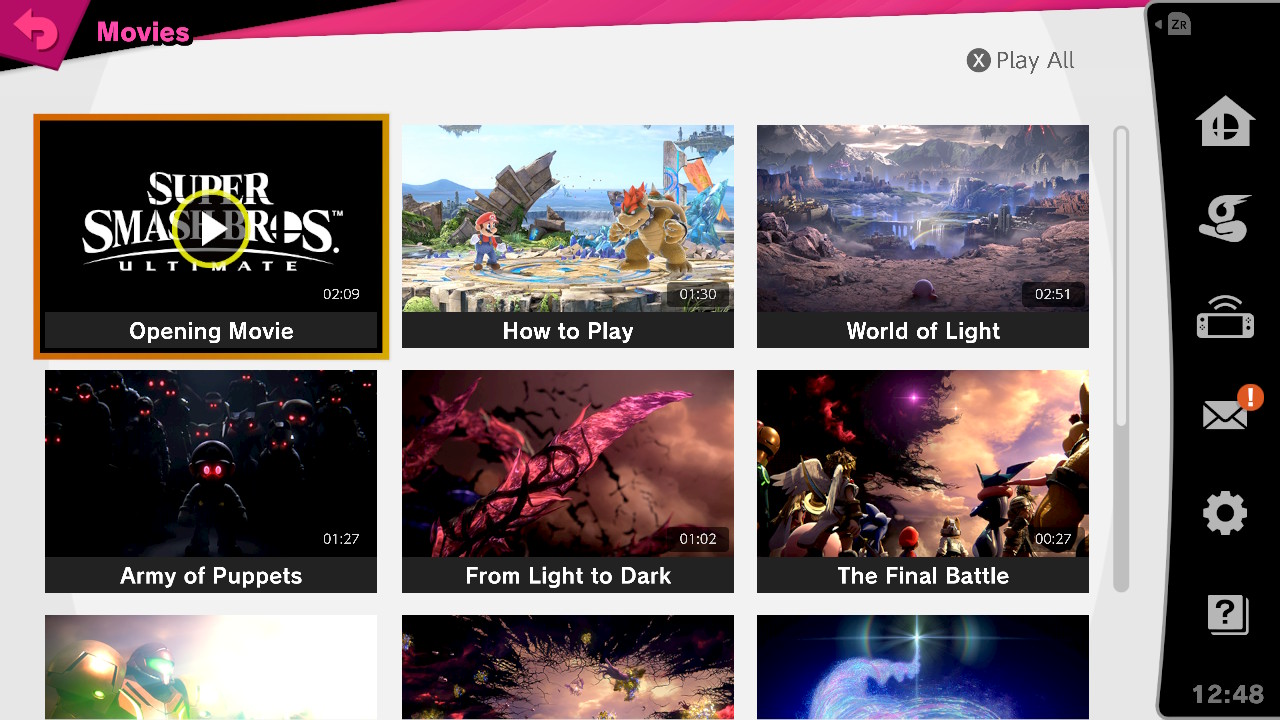 Movies
ZR
X Play All
SUPER
SMASH BROS.™
ULTIMATE
02:09
Opening Movie
01:30
How to Play
02:51
World of Light
01:27
Army of Puppets
01:02
From Light to Dark
00:27
The Final Battle
!
?
12:48